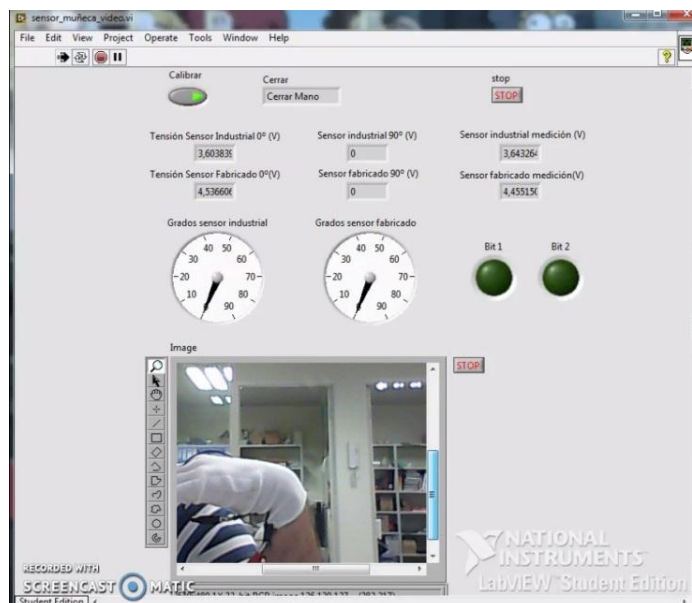 sensor_muñeca_video.vi
File Edit View Project Operate Tools Window Help
Calibrar
Cerrar
stop
Cerrar Mano
STOP
Tensión Sensor Industrial 0º (V)
Sensor industrial 90º (V)
Sensor industrial medición (V)
3,603839
0
3,643264
Tensión Sensor Fabricado 0º(V)
Sensor fabricado 90º (V)
Sensor fabricado medición(V)
4,536606
0
4,455150
Grados sensor industrial
Grados sensor fabricado
Bit 1
Bit 2
0 10 20 30 40 50 60 70 80 90
0 10 20 30 40 50 60 70 80 90
Image
STOP
NATIONAL
INSTRUMENTS
LabVIEW Student Edition
RECORDED WITH
SCREENCAST MATIC
Student Edition